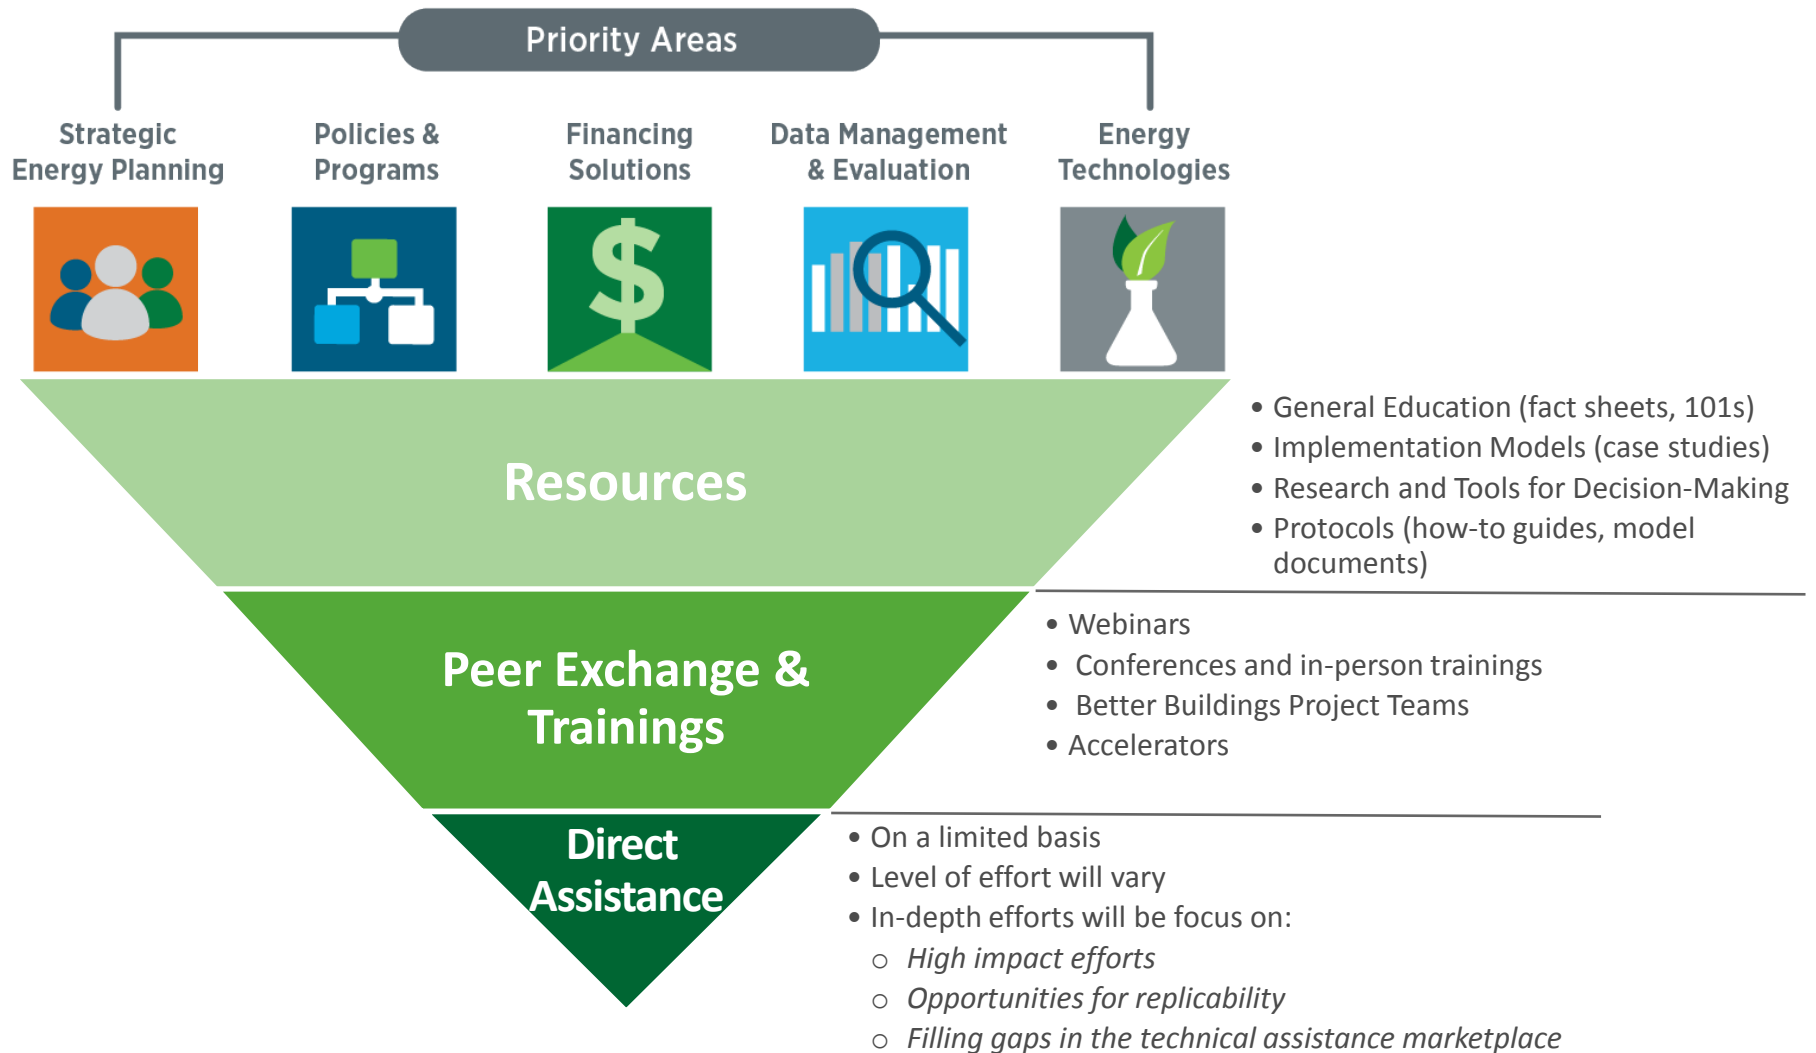 Priority Areas
Strategic
Energy Planning
Policies &
Programs
Financing
Solutions
Data Management
& Evaluation
Energy
Technologies
$
Resources
• General Education (fact sheets, 101s)
• Implementation Models (case studies)
• Research and Tools for Decision-Making
• Protocols (how-to guides, model
documents)
Peer Exchange &
Trainings
• Webinars
• Conferences and in-person trainings
• Better Buildings Project Teams
• Accelerators
Direct
Assistance
• On a limited basis
• Level of effort will vary
• In-depth efforts will be focus on:
o High impact efforts
o Opportunities for replicability
o Filling gaps in the technical assistance marketplace